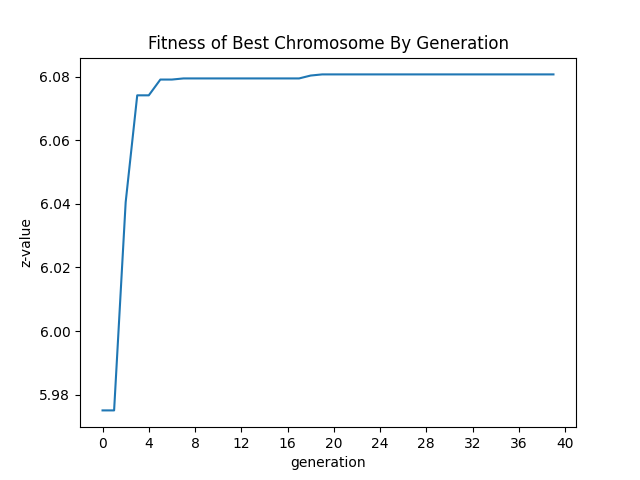 Fitness of Best Chromosome By Generation
6.08
6.06
6.04
6.02
6.00
5.98
z-value
0 4 8 12 16 20 24 28 32 36 40
generation